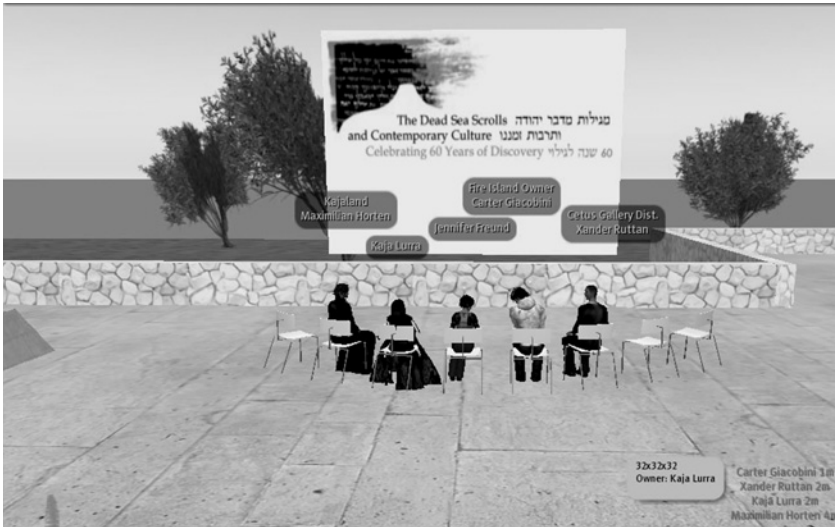 The Dead Sea Scrolls מגילות מדבר יהודה
and Contemporary Culture ותרבות זמננו
Celebrating 60 Years of Discovery 60 שנה לגילוי
Kajaland
Maximilian Horten
Fire Island Owner
Carter Giacobini
Jennifer Freund
Cetus Gallery Dist.
Xander Ruttan
Kaja Lurra
32x32x32
Owner: Kaja Lurra
Carter Giacobini 1m
Xander Ruttan 2m
Kaja Lurra 2m
Maximilian Horten